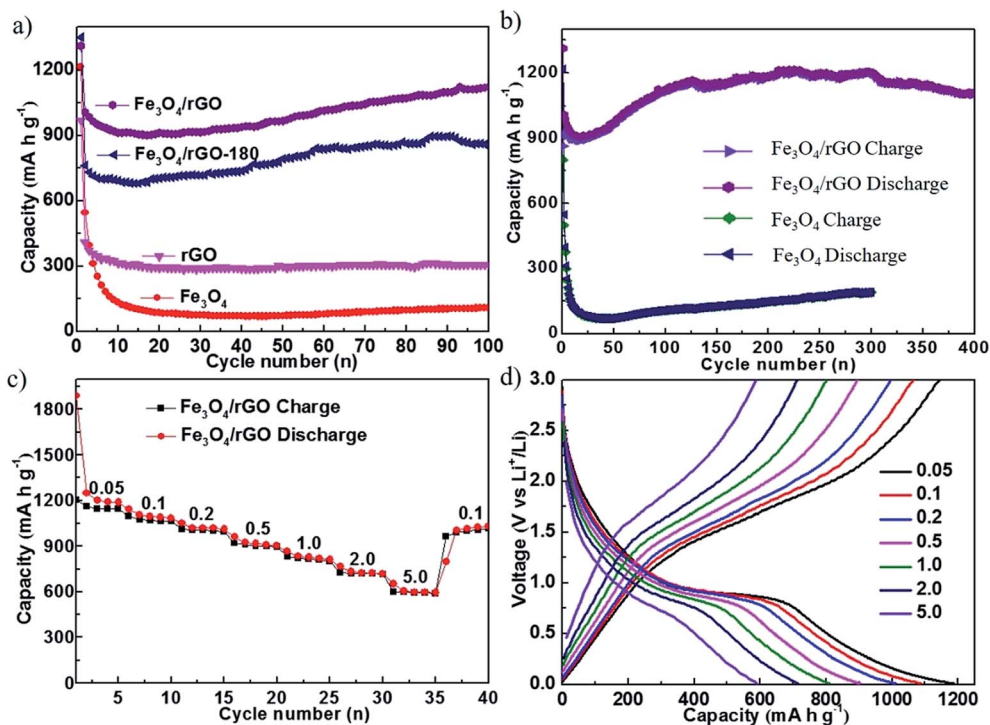 a)
Capacity (mA h g⁻¹)
1200
900
600
300
0
Fe₃O₄/rGO
Fe₃O₄/rGO-180
rGO
Fe₃O₄
0 10 20 30 40 50 60 70 80 90 100
Cycle number (n)
b)
Capacity (mA h g⁻¹)
1200
900
600
300
0
Fe₃O₄/rGO Charge
Fe₃O₄/rGO Discharge
Fe₃O₄ Charge
Fe₃O₄ Discharge
0 50 100 150 200 250 300 350 400
Cycle number (n)
c)
Capacity (mA h g⁻¹)
1800
1500
1200
900
600
300
0
Fe₃O₄/rGO Charge
Fe₃O₄/rGO Discharge
0.05
0.1
0.2
0.5
1.0
2.0
5.0
0.1
5 10 15 20 25 30 35 40
Cycle number (n)
d)
Voltage (V vs Li⁺/Li)
3.0
2.5
2.0
1.5
1.0
0.5
0.0
0.05
0.1
0.2
0.5
1.0
2.0
5.0
0 200 400 600 800 1000 1200
Capacity (mA h g⁻¹)